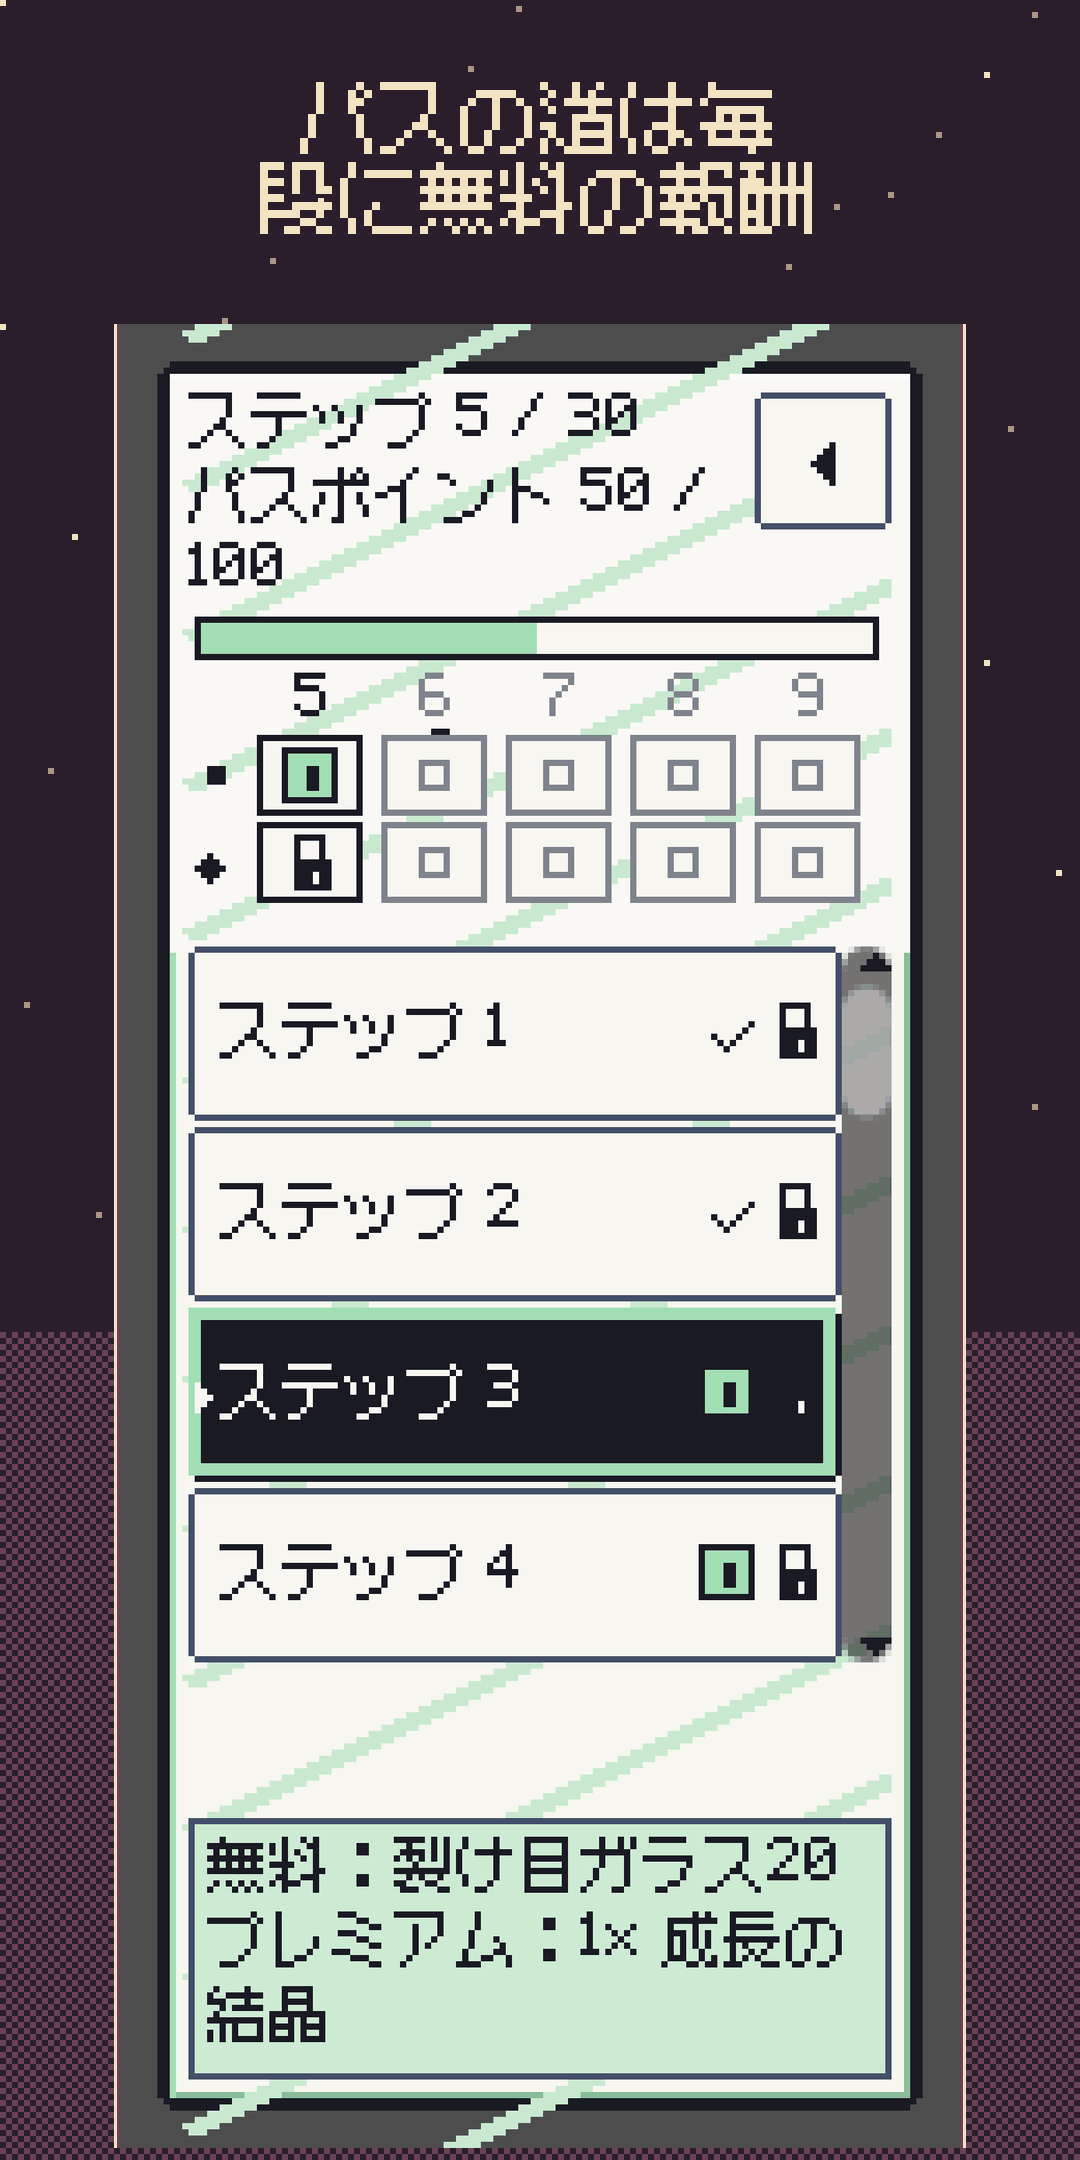 パスの道は毎
段に無料の報酬
ステップ 5 / 30
パスポイント 50 /
100
5 6 7 8 9
ステップ 1
ステップ 2
ステップ 3
ステップ 4
無料：裂け目ガラス20
プレミアム：1× 成長の
結晶